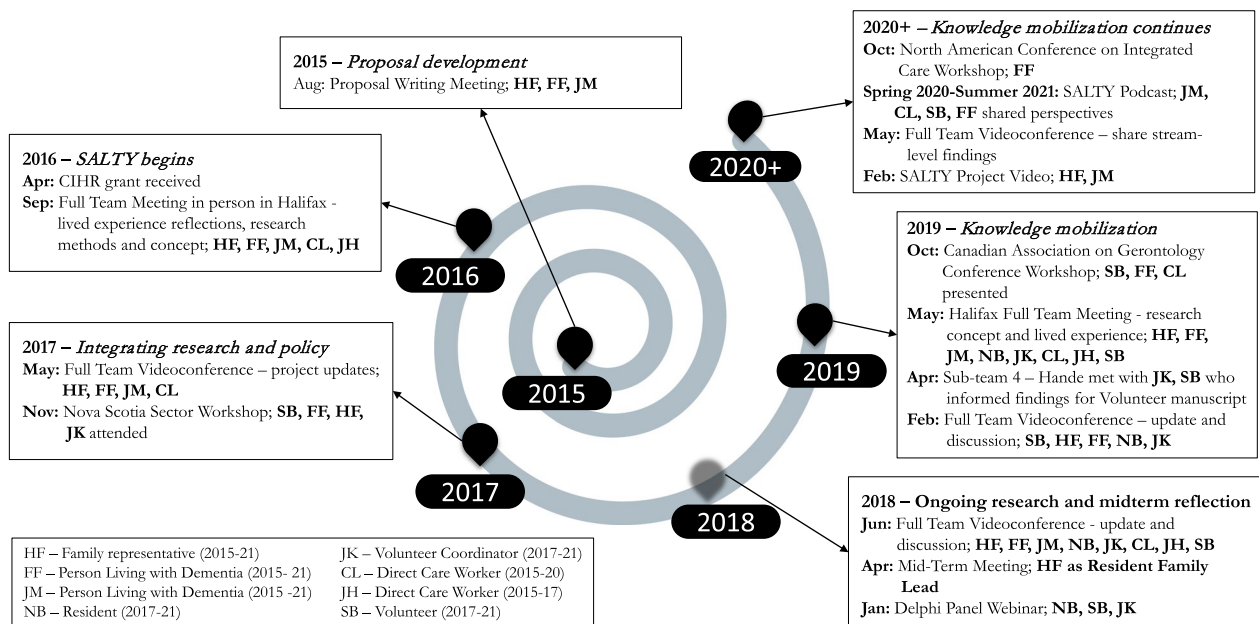 2015 – Proposal development
Aug: Proposal Writing Meeting; HF, FF, JM
2016 – SALTY begins
Apr: CIHR grant received
Sep: Full Team Meeting in person in Halifax -
lived experience reflections, research
methods and concept; HF, FF, JM, CL, JH
2017 – Integrating research and policy
May: Full Team Videoconference – project updates;
HF, FF, JM, CL
Nov: Nova Scotia Sector Workshop; SB, FF, HF,
JK attended
2020+ – Knowledge mobilization continues
Oct: North American Conference on Integrated
Care Workshop; FF
Spring 2020-Summer 2021: SALTY Podcast; JM,
CL, SB, FF shared perspectives
May: Full Team Videoconference – share stream-
level findings
Feb: SALTY Project Video; HF, JM
2019 – Knowledge mobilization
Oct: Canadian Association on Gerontology
Conference Workshop; SB, FF, CL
presented
May: Halifax Full Team Meeting - research
concept and lived experience; HF, FF,
JM, NB, JK, CL, JH, SB
Apr: Sub-team 4 – Hande met with JK, SB who
informed findings for Volunteer manuscript
Feb: Full Team Videoconference – update and
discussion; SB, HF, FF, NB, JK
2018 – Ongoing research and midterm reflection
Jun: Full Team Videoconference - update and
discussion; HF, FF, JM, NB, JK, CL, JH, SB
Apr: Mid-Term Meeting; HF as Resident Family
Lead
Jan: Delphi Panel Webinar; NB, SB, JK
2020+
2016
2015
2019
2017
2018
HF – Family representative (2015-21)
FF – Person Living with Dementia (2015- 21)
JM – Person Living with Dementia (2015 -21)
NB – Resident (2017-21)
JK – Volunteer Coordinator (2017-21)
CL – Direct Care Worker (2015-20)
JH – Direct Care Worker (2015-17)
SB – Volunteer (2017-21)